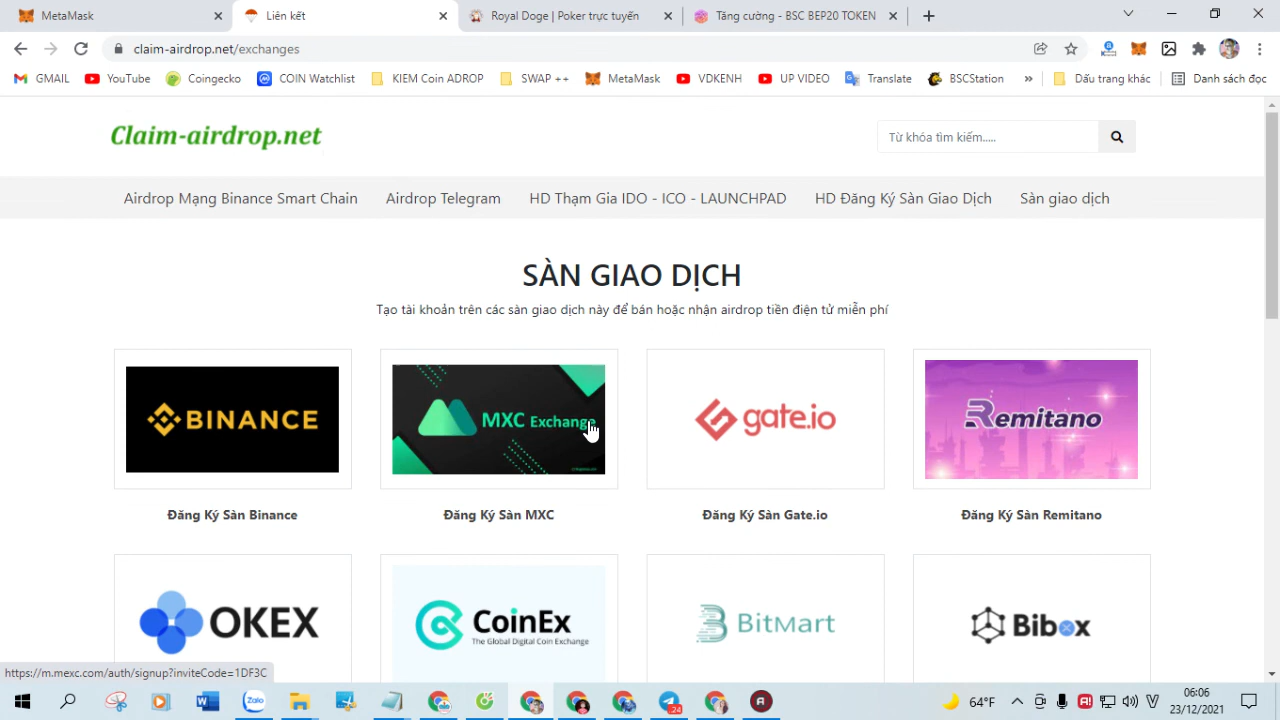 MetaMask
Liên kết
Royal Doge | Poker trực tuyến
Tăng cường - BSC BEP20 TOKEN
claim-airdrop.net/exchanges
GMAIL
YouTube
Coingecko
COIN Watchlist
KIEM Coin ADROP
SWAP ++
MetaMask
VDKENH
UP VIDEO
Translate
BSCStation
»
Dấu trang khác
Danh sách đọc
Claim-airdrop.net
Từ khóa tìm kiếm.....
Airdrop Mạng Binance Smart Chain
Airdrop Telegram
HD Thạm Gia IDO - ICO - LAUNCHPAD
HD Đăng Ký Sàn Giao Dịch
Sàn giao dịch
SÀN GIAO DỊCH
Tạo tài khoản trên các sàn giao dịch này để bán hoặc nhận airdrop tiền điện tử miễn phí
BINANCE
MXC Exchange
gate.io
Remitano
Đăng Ký Sàn Binance
Đăng Ký Sàn MXC
Đăng Ký Sàn Gate.io
Đăng Ký Sàn Remitano
OKEX
CoinEx
The Global Digital Coin Exchange
BitMart
Bibox
https://m.mexc.com/auth/signup?inviteCode=1DF3C
Zalo
24
64°F
06:06
23/12/2021